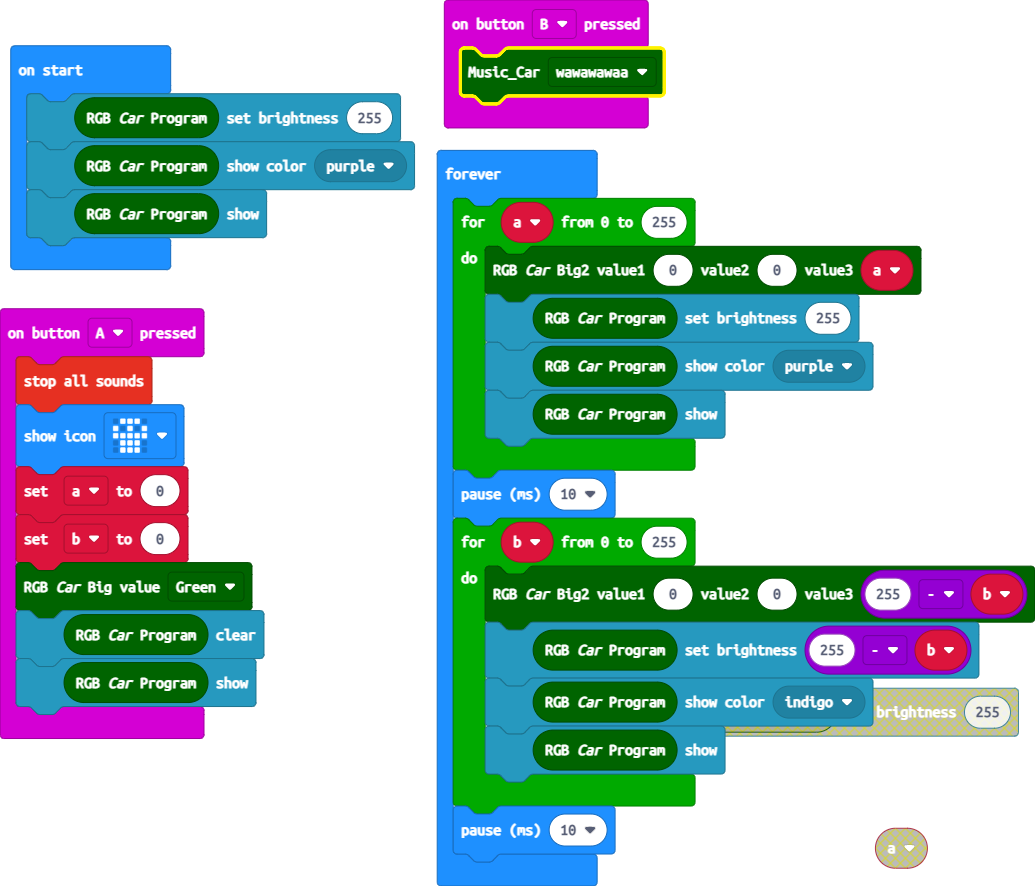 on start
RGB Car Program set brightness 255
RGB Car Program show color purple
RGB Car Program show
on button A pressed
stop all sounds
show icon
set a to 0
set b to 0
RGB Car Big value Green
RGB Car Program clear
RGB Car Program show
on button B pressed
Music_Car wawawawaa
forever
for a from 0 to 255
do
RGB Car Big2 value1 0 value2 0 value3 a
RGB Car Program set brightness 255
RGB Car Program show color purple
RGB Car Program show
pause (ms) 10
for b from 0 to 255
do
RGB Car Big2 value1 0 value2 0 value3 255 - b
RGB Car Program set brightness 255 - b
RGB Car Program show color indigo
brightness 255
RGB Car Program show
pause (ms) 10
a